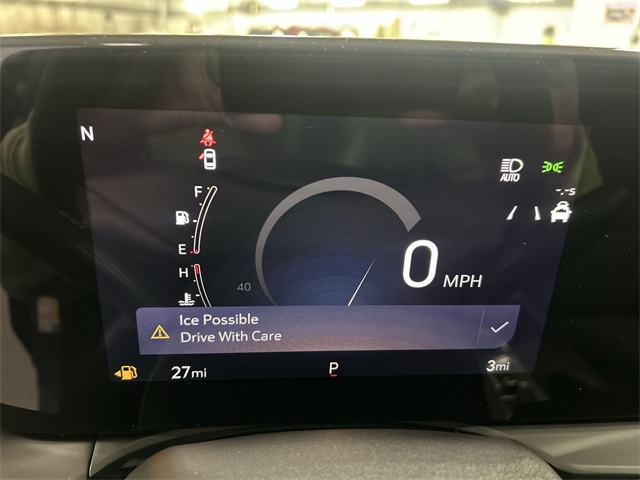 N
F
AUTO
-.-s
E
H
0 MPH
40
Ice Possible
Drive With Care
27mi
P
3mi